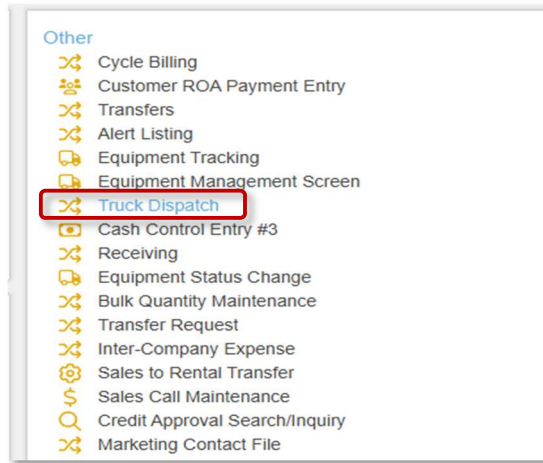 Other
Cycle Billing
Customer ROA Payment Entry
Transfers
Alert Listing
Equipment Tracking
Equipment Management Screen
Truck Dispatch
Cash Control Entry #3
Receiving
Equipment Status Change
Bulk Quantity Maintenance
Transfer Request
Inter-Company Expense
Sales to Rental Transfer
Sales Call Maintenance
Credit Approval Search/Inquiry
Marketing Contact File